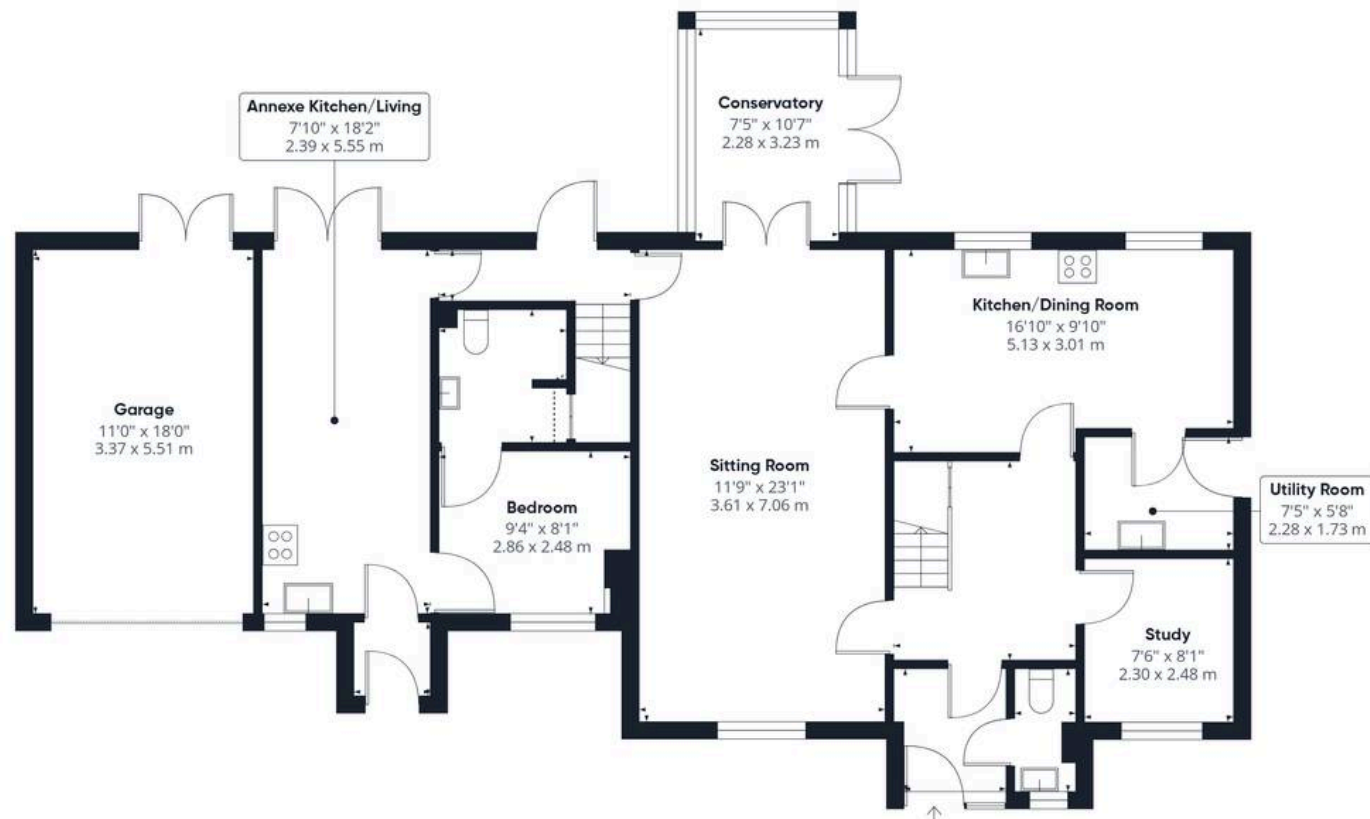 Conservatory
7'5" x 10'7"
2.28 x 3.23 m
Annexe Kitchen/Living
7'10" x 18'2"
2.39 x 5.55 m
Kitchen/Dining Room
16'10" x 9'10"
5.13 x 3.01 m
Garage
11'0" x 18'0"
3.37 x 5.51 m
Sitting Room
11'9" x 23'1"
3.61 x 7.06 m
Bedroom
9'4" x 8'1"
2.86 x 2.48 m
Utility Room
7'5" x 5'8"
2.28 x 1.73 m
Study
7'6" x 8'1"
2.30 x 2.48 m